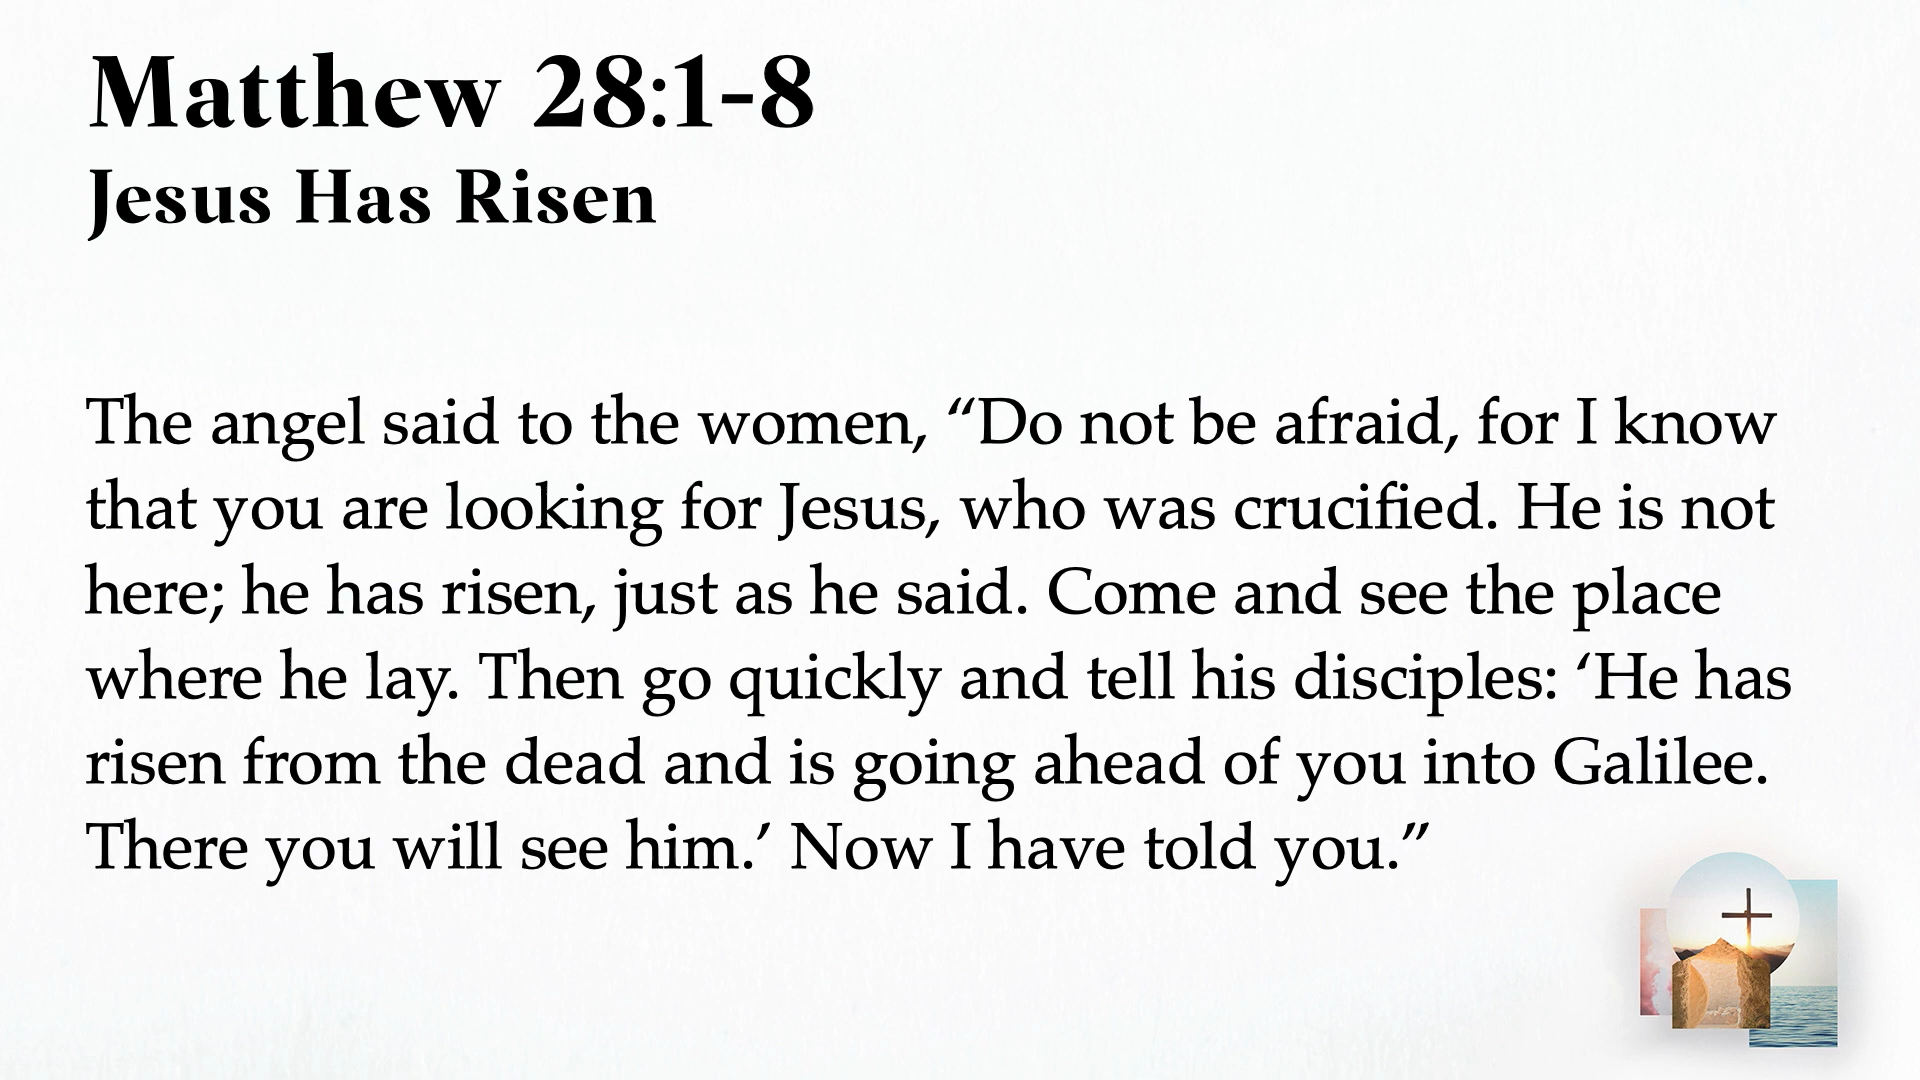 Matthew 28:1-8
Jesus Has Risen
The angel said to the women, “Do not be afraid, for I know
that you are looking for Jesus, who was crucified. He is not
here; he has risen, just as he said. Come and see the place
where he lay. Then go quickly and tell his disciples: ‘He has
risen from the dead and is going ahead of you into Galilee.
There you will see him.’ Now I have told you.”